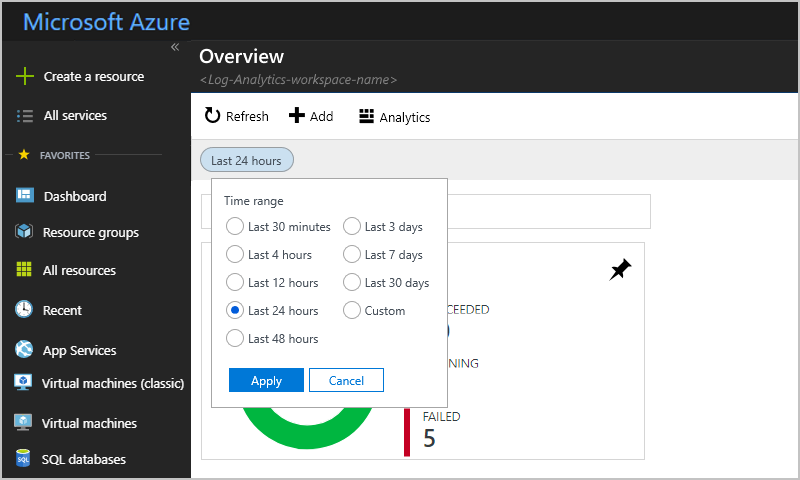 Microsoft Azure
«
Create a resource
All services
FAVORITES
Dashboard
Resource groups
All resources
Recent
App Services
Virtual machines (classic)
Virtual machines
SQL databases
Overview
<Log-Analytics-workspace-name>
Refresh
Add
Analytics
Last 24 hours
Time range
Last 30 minutes
Last 3 days
Last 4 hours
Last 7 days
Last 12 hours
Last 30 days
Last 24 hours
Custom
Last 48 hours
Apply
Cancel
CEEDED
NING
FAILED
5